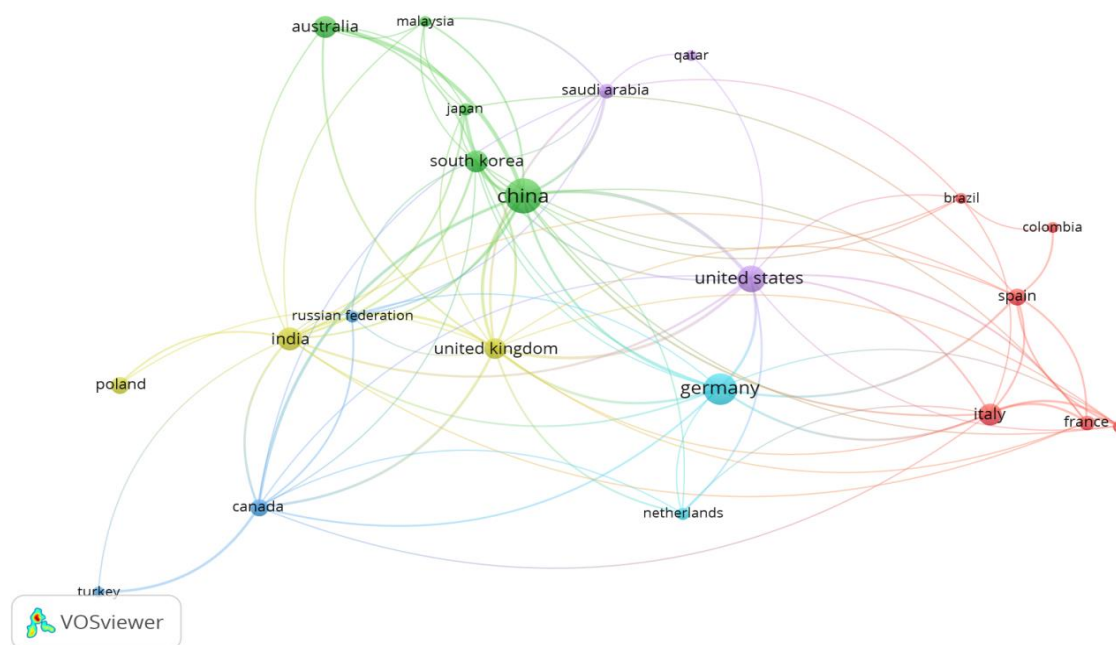 australia
malaysia
qatar
saudi arabia
japan
south korea
china
brazil
colombia
united states
spain
russian federation
india
united kingdom
poland
germany
italy
france
canada
netherlands
turkey
VOSviewer